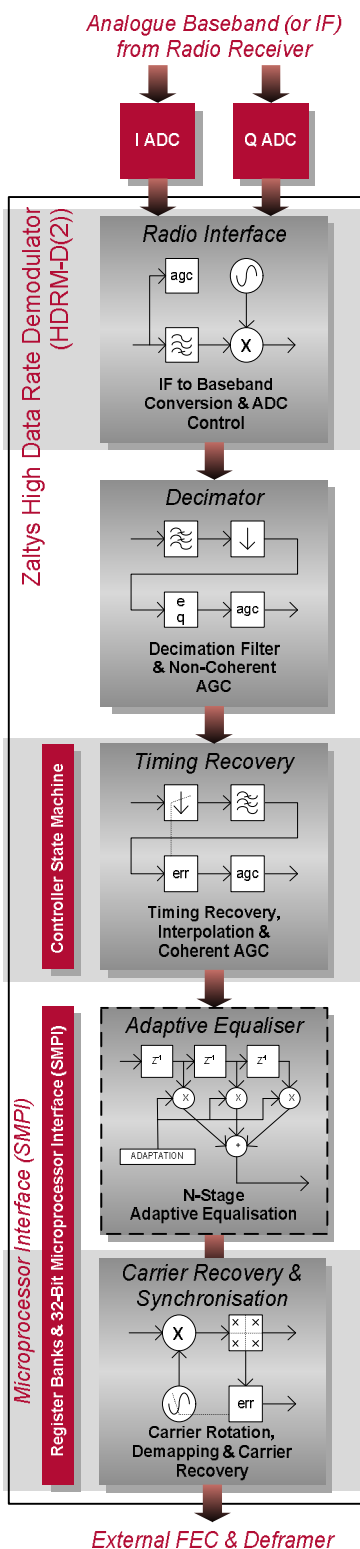 Analogue Baseband (or IF)
from Radio Receiver
I ADC
Q ADC
Zaltys High Data Rate Demodulator
(HDRM-D(2))
Radio Interface
agc
X
IF to Baseband
Conversion & ADC
Control
Decimator
e
q
agc
Decimation Filter
& Non-Coherent
AGC
Controller State Machine
Timing Recovery
err
agc
Timing Recovery,
Interpolation &
Coherent AGC
Microprocessor Interface (SMPI)
Register Banks & 32-Bit Microprocessor Interface (SMPI)
Adaptive Equaliser
Z-1
Z-1
Z-1
X
X
X
ADAPTATION
+
N-Stage
Adaptive Equalisation
Carrier Recovery &
Synchronisation
X
× ×
× ×
err
Carrier Rotation,
Demapping & Carrier
Recovery
External FEC & Deframer